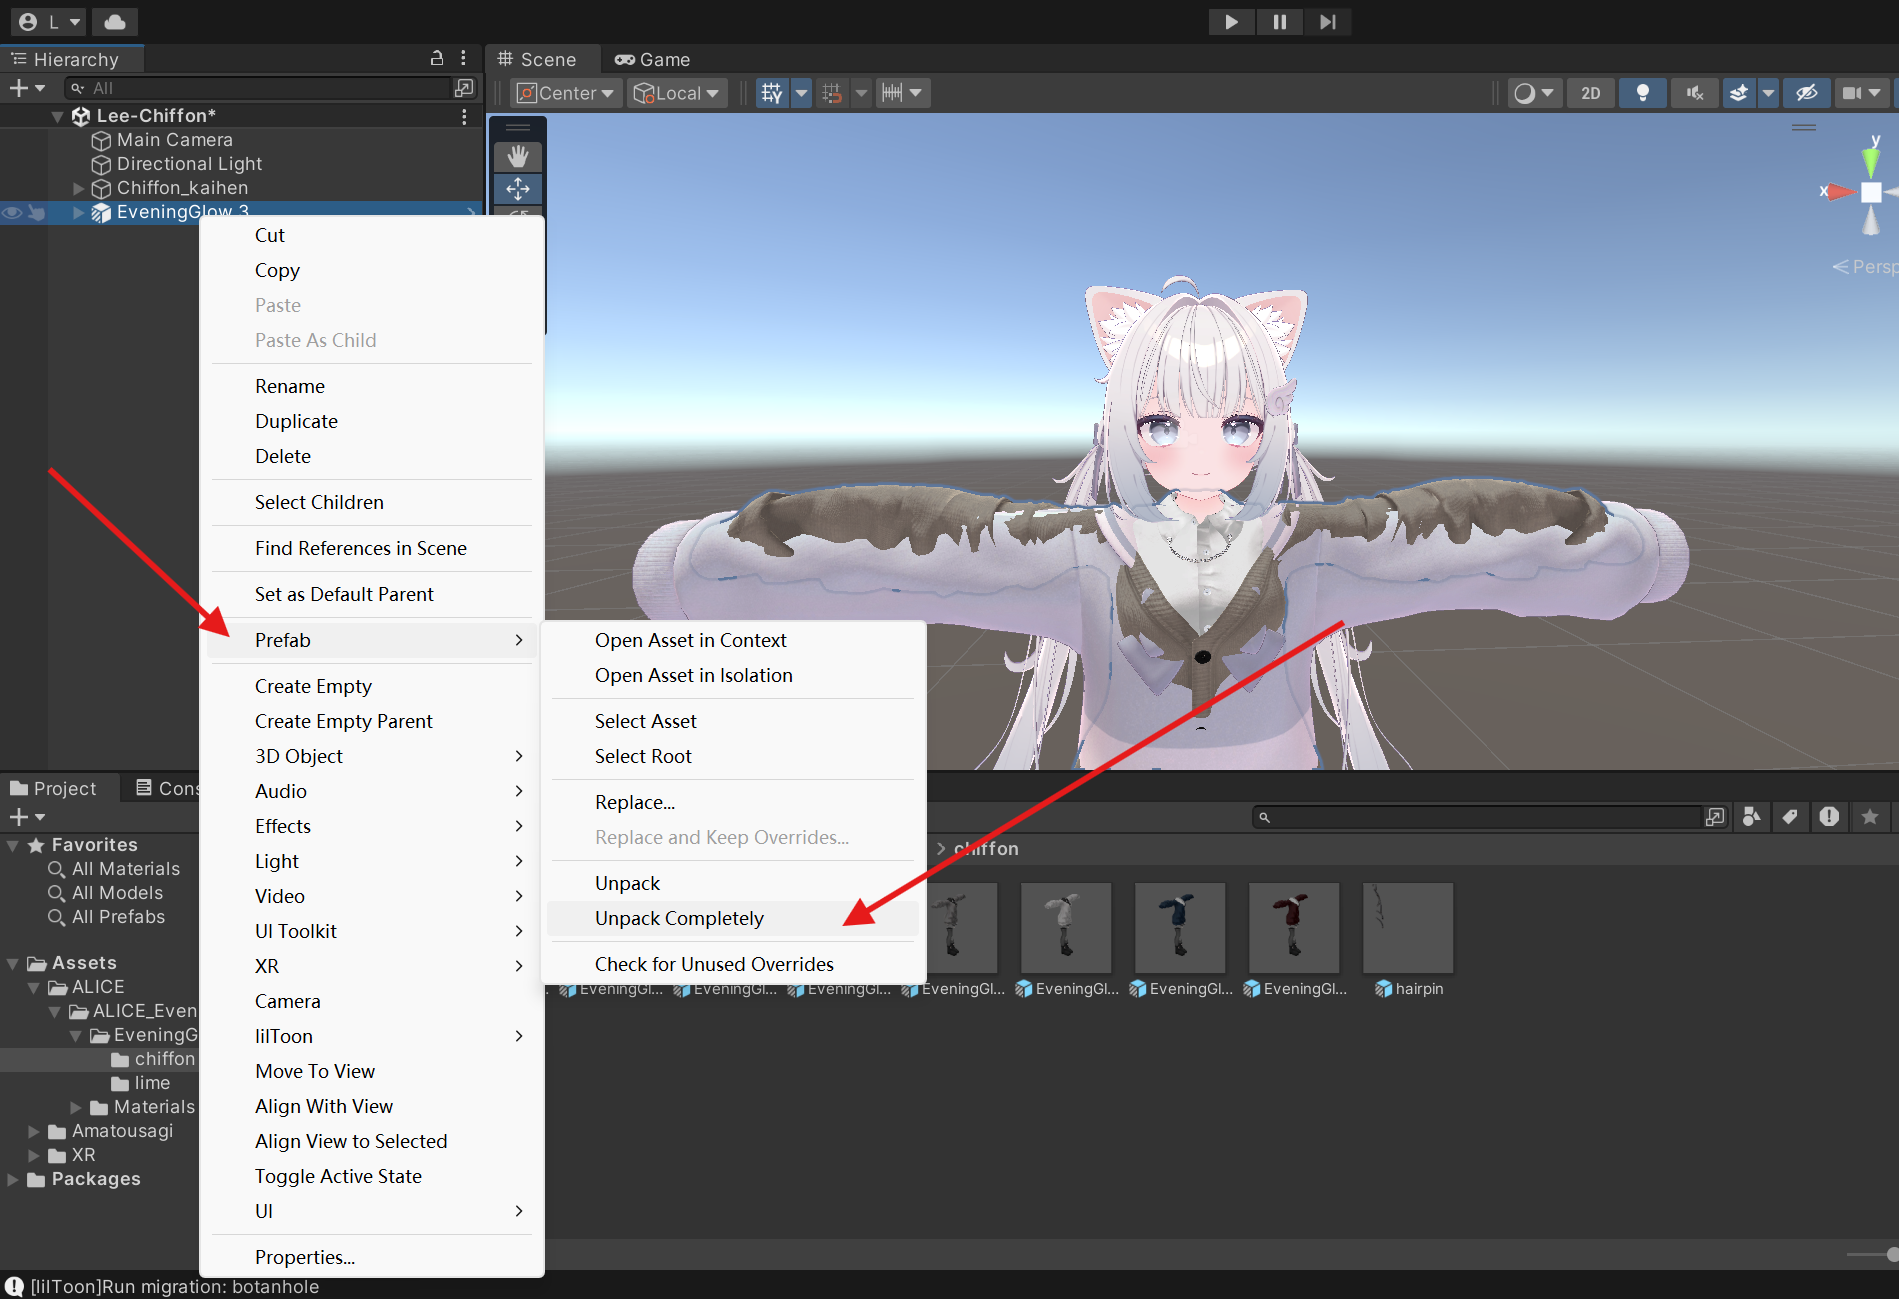 L
Hierarchy
Scene
Game
All
Center
Local
2D
Lee-Chiffon*
Main Camera
Directional Light
Chiffon_kaihen
EveningGlow 3
y
x
Persp
Cut
Copy
Paste
Paste As Child
Rename
Duplicate
Delete
Select Children
Find References in Scene
Set as Default Parent
Prefab
Create Empty
Create Empty Parent
3D Object
Audio
Effects
Light
Video
UI Toolkit
XR
Camera
lilToon
Move To View
Align With View
Align View to Selected
Toggle Active State
UI
Properties...
Open Asset in Context
Open Asset in Isolation
Select Asset
Select Root
Replace...
Replace and Keep Overrides...
Unpack
Unpack Completely
Check for Unused Overrides
Project
Cons
Favorites
All Materials
All Models
All Prefabs
Assets
ALICE
ALICE_Even
EveningG
chiffon
lime
Materials
Amatousagi
XR
Packages
chiffon
EveningGl...
EveningGl...
EveningGl...
EveningGl...
EveningGl...
EveningGl...
EveningGl...
hairpin
[lilToon]Run migration: botanhole